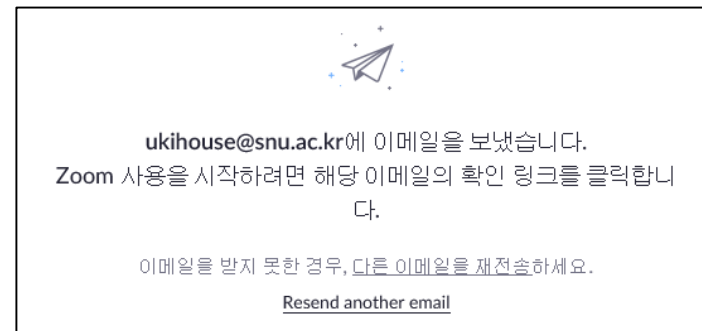 ukihouse@snu.ac.kr에 이메일을 보냈습니다.
Zoom 사용을 시작하려면 해당 이메일의 확인 링크를 클릭합니
다.
이메일을 받지 못한 경우, 다른 이메일을 재전송하세요.
Resend another email